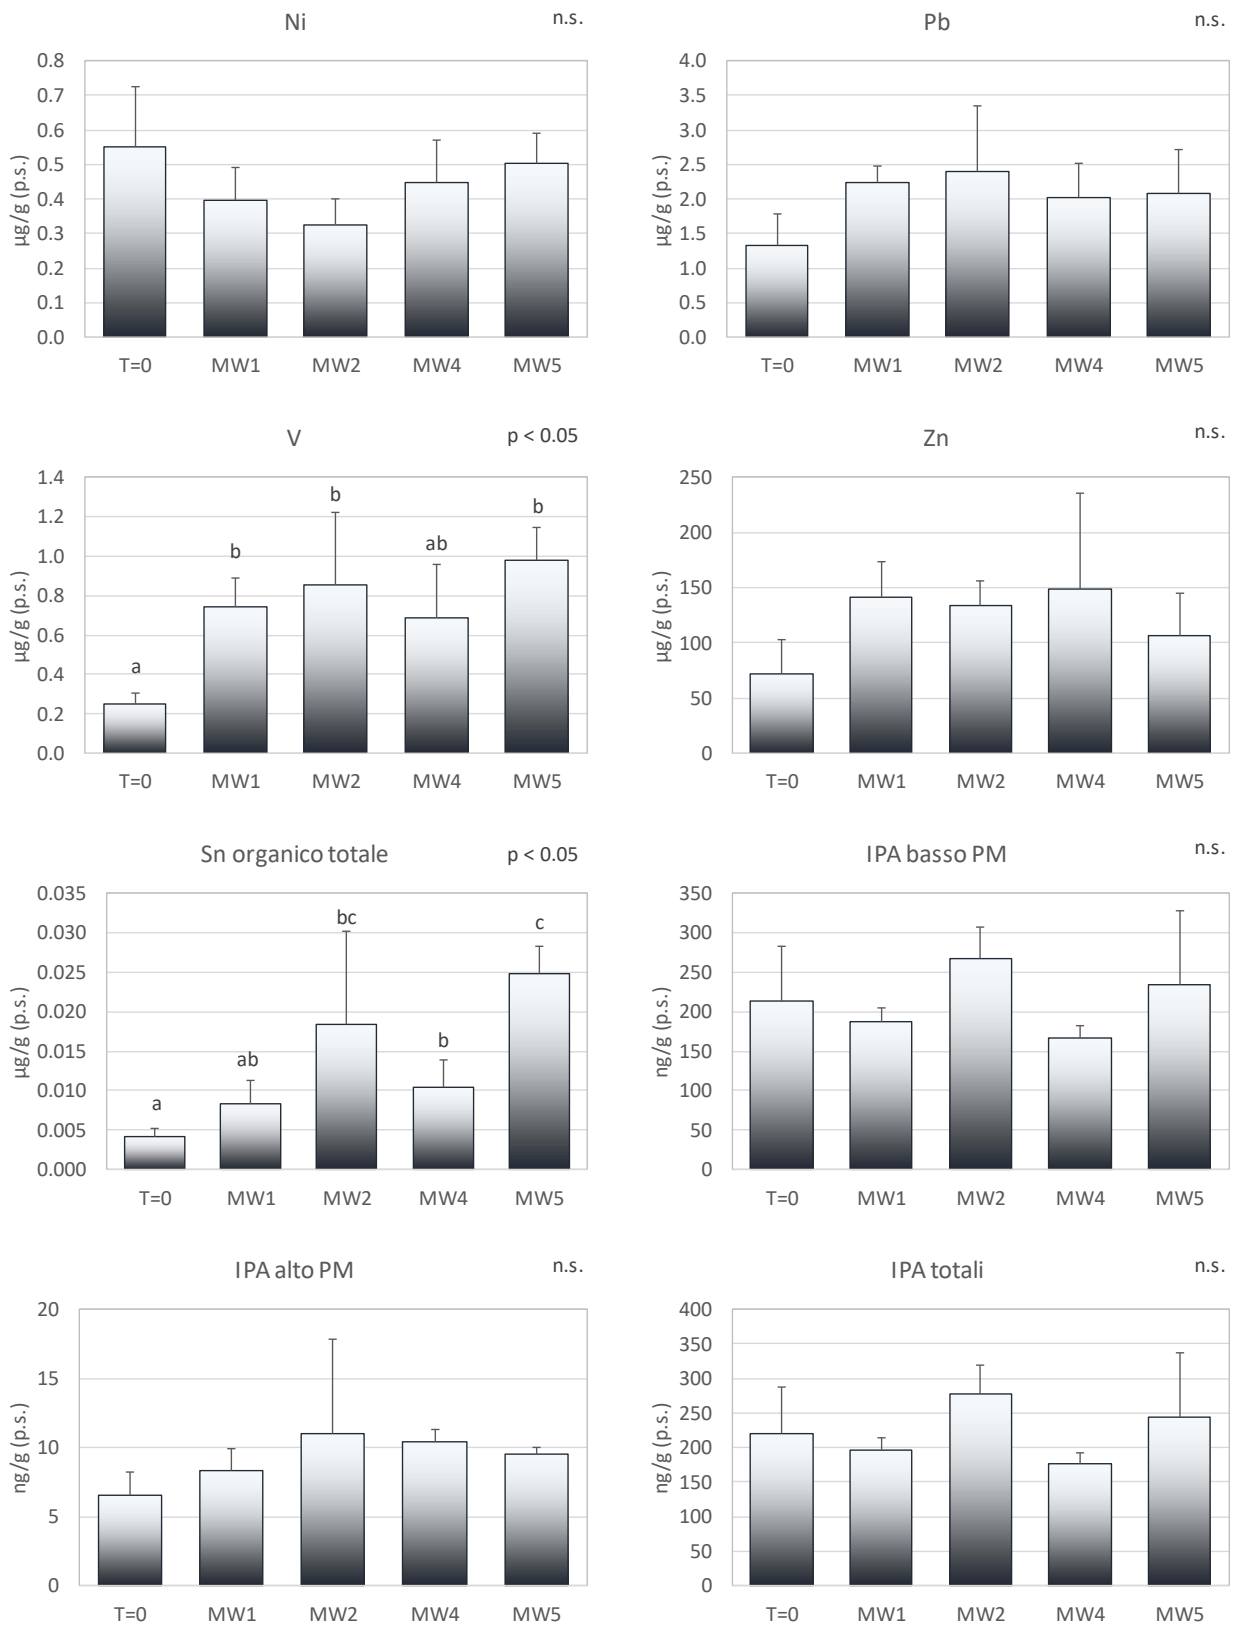 Ni n.s.
0.8
0.7
0.6
0.5
0.4
0.3
0.2
0.1
0.0
µg/g (p.s.)
T=0 MW1 MW2 MW4 MW5
Pb n.s.
4.0
3.5
3.0
2.5
2.0
1.5
1.0
0.5
0.0
µg/g (p.s.)
T=0 MW1 MW2 MW4 MW5
V p < 0.05
1.4
1.2
1.0
0.8
0.6
0.4
0.2
0.0
µg/g (p.s.)
a b b ab b
T=0 MW1 MW2 MW4 MW5
Zn n.s.
250
200
150
100
50
0
µg/g (p.s.)
T=0 MW1 MW2 MW4 MW5
Sn organico totale p < 0.05
0.035
0.030
0.025
0.020
0.015
0.010
0.005
0.000
µg/g (p.s.)
a ab bc b c
T=0 MW1 MW2 MW4 MW5
IPA basso PM n.s.
350
300
250
200
150
100
50
0
ng/g (p.s.)
T=0 MW1 MW2 MW4 MW5
IPA alto PM n.s.
20
15
10
5
0
ng/g (p.s.)
T=0 MW1 MW2 MW4 MW5
IPA totali n.s.
400
350
300
250
200
150
100
50
0
ng/g (p.s.)
T=0 MW1 MW2 MW4 MW5